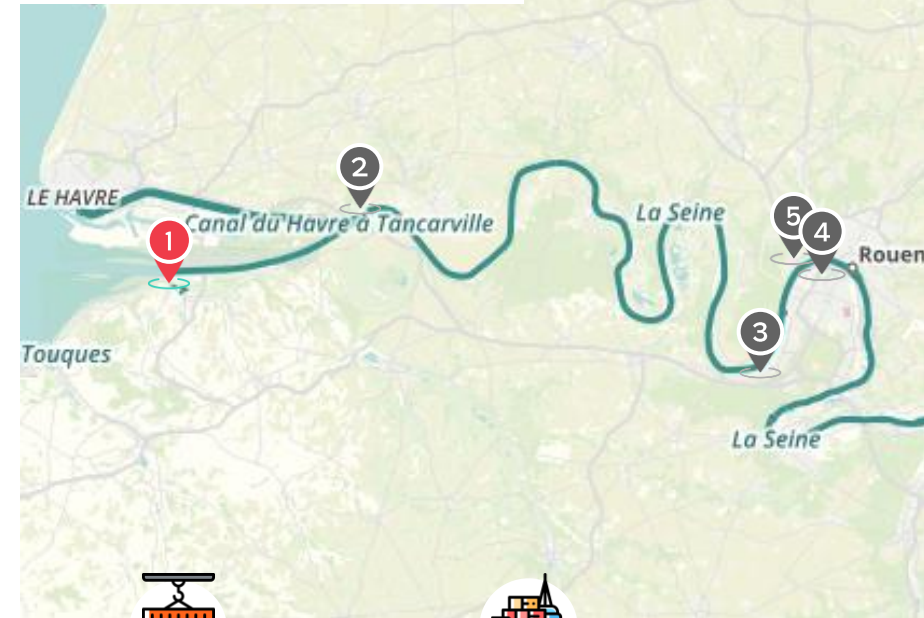 2
LE HAVRE
La Seine
5
Canal du Havre à Tancarville
4
1
Rouen
3
Touques
La Seine